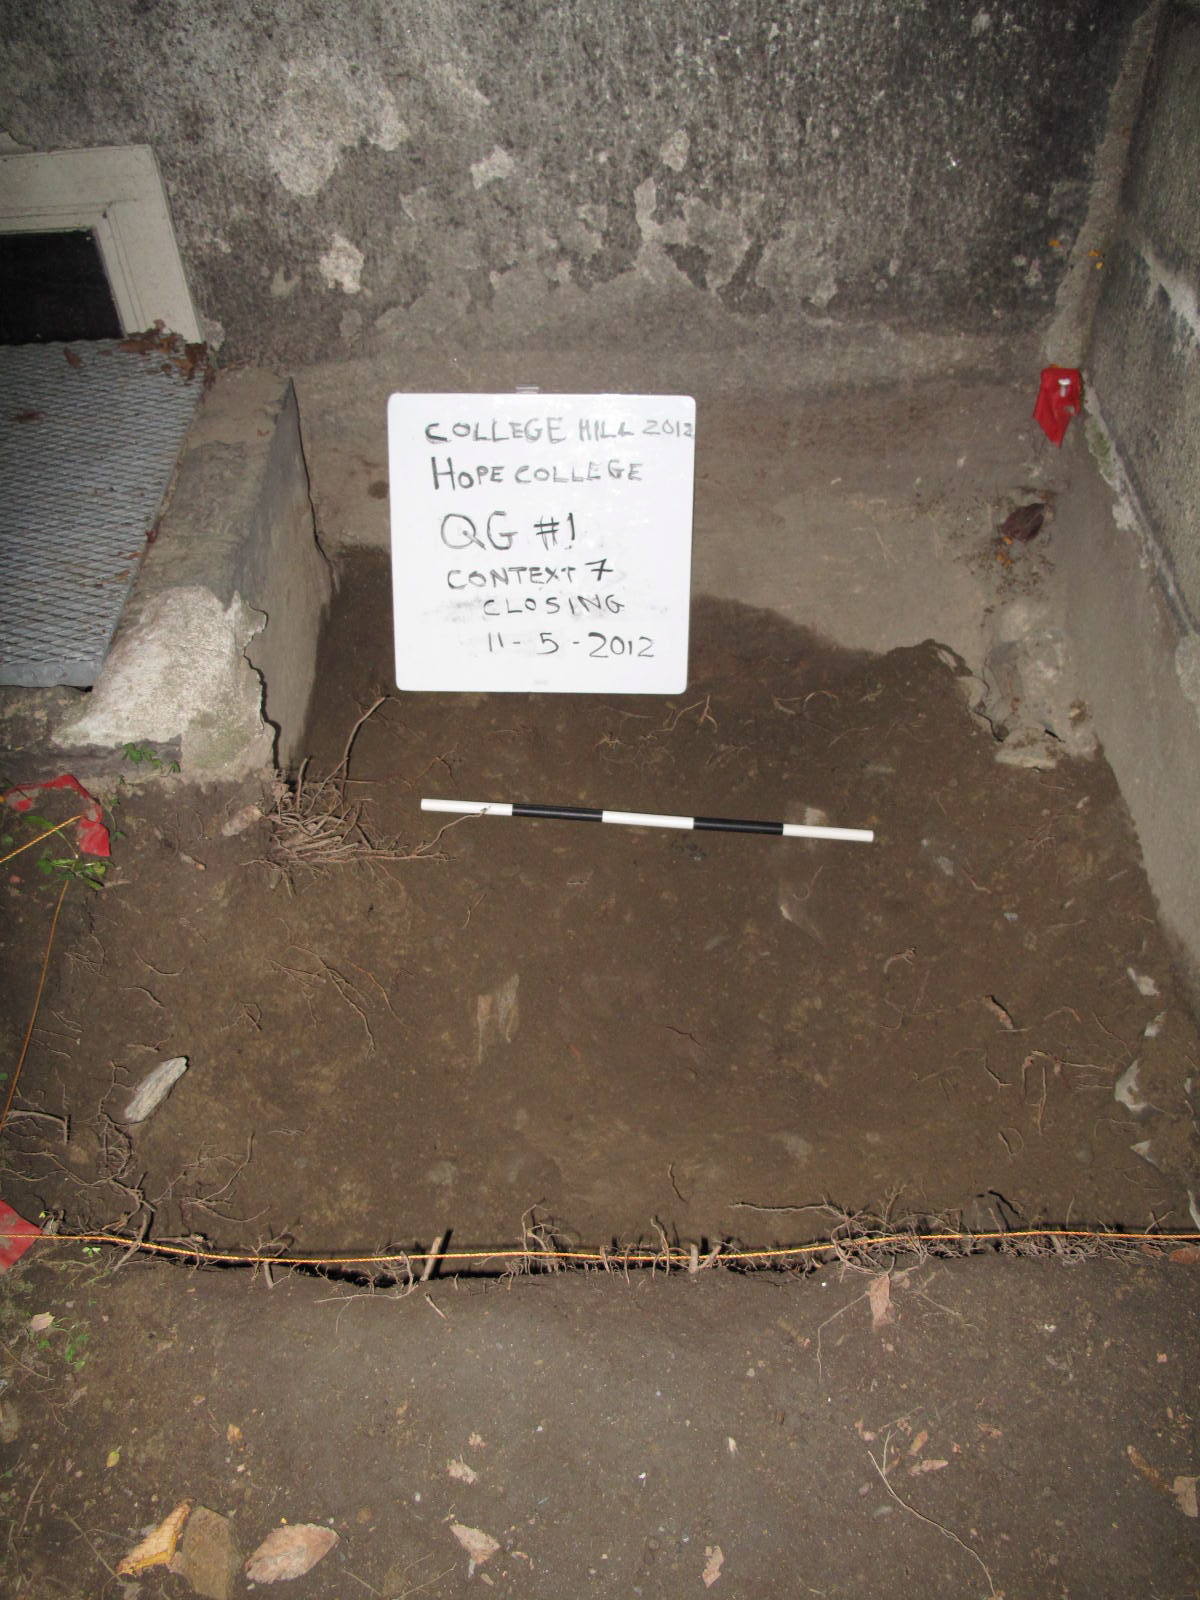 COLLEGE HILL 2012
HOPE COLLEGE
QG #1
CONTEXT 7
CLOSING
11-5-2012